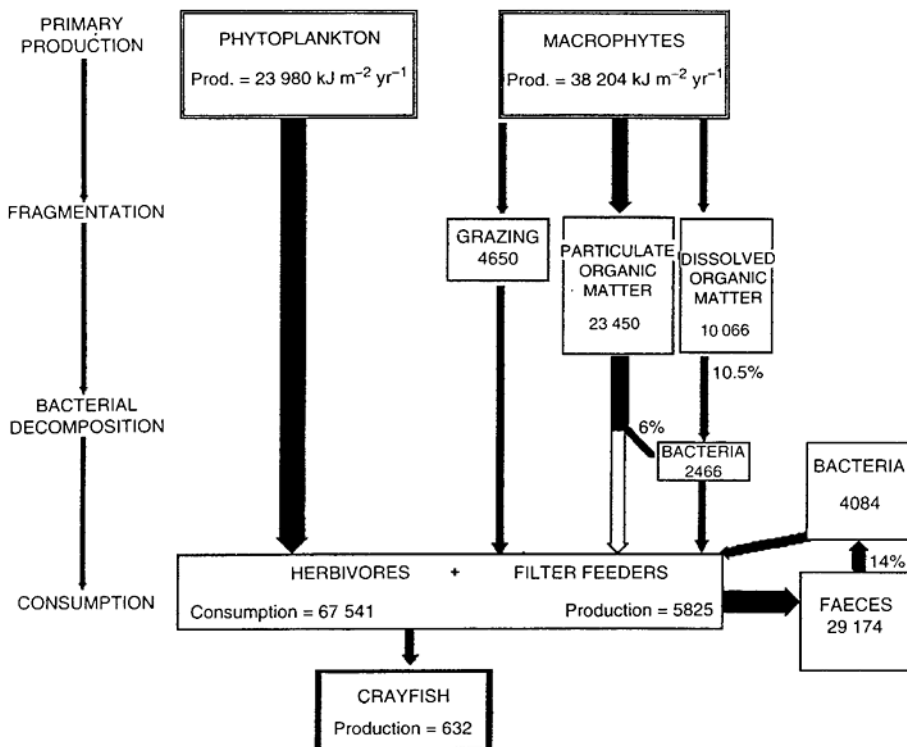 PRIMARY
PRODUCTION
FRAGMENTATION
BACTERIAL
DECOMPOSITION
CONSUMPTION
PHYTOPLANKTON
Prod. = 23 980 kJ m⁻² yr⁻¹
MACROPHYTES
Prod. = 38 204 kJ m⁻² yr⁻¹
GRAZING
4650
PARTICULATE
ORGANIC
MATTER
23 450
DISSOLVED
ORGANIC
MATTER
10 066
10.5%
6%
BACTERIA
2466
BACTERIA
4084
14%
HERBIVORES + FILTER FEEDERS
Consumption = 67 541 Production = 5825
FAECES
29 174
CRAYFISH
Production = 632